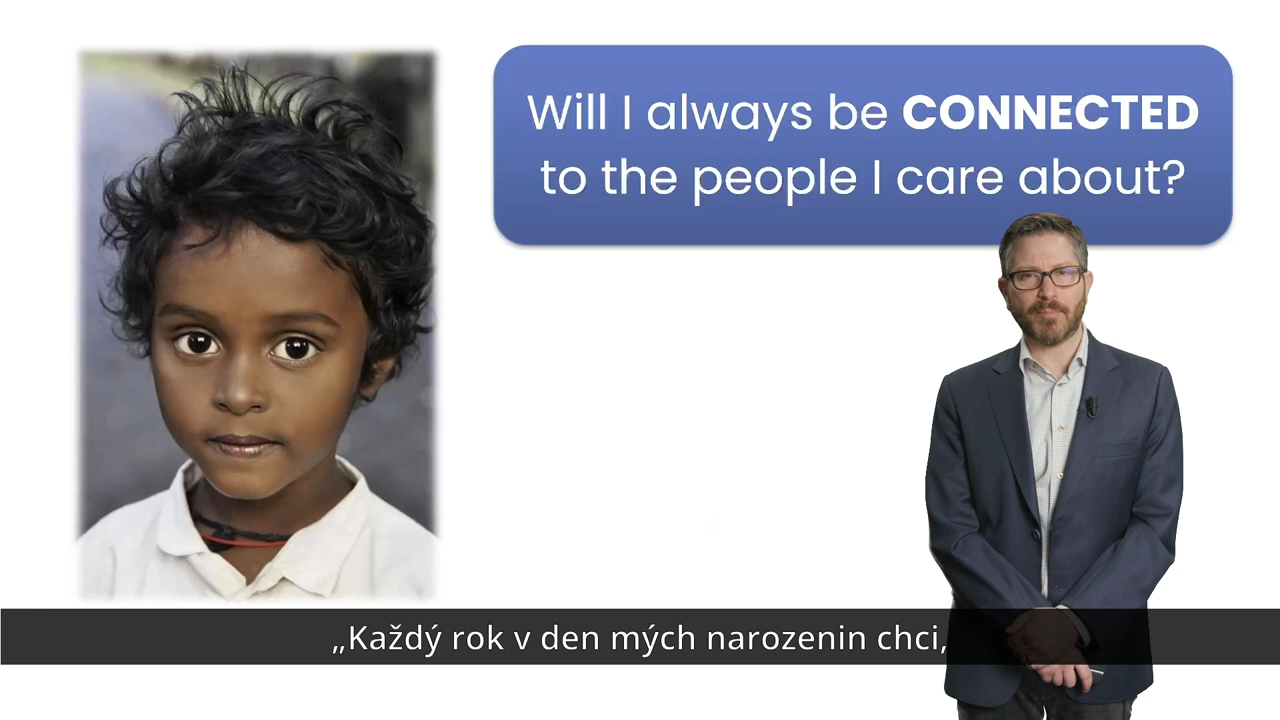 Will I always be CONNECTED
to the people I care about?
„Každý rok v den mých narozenin chci,